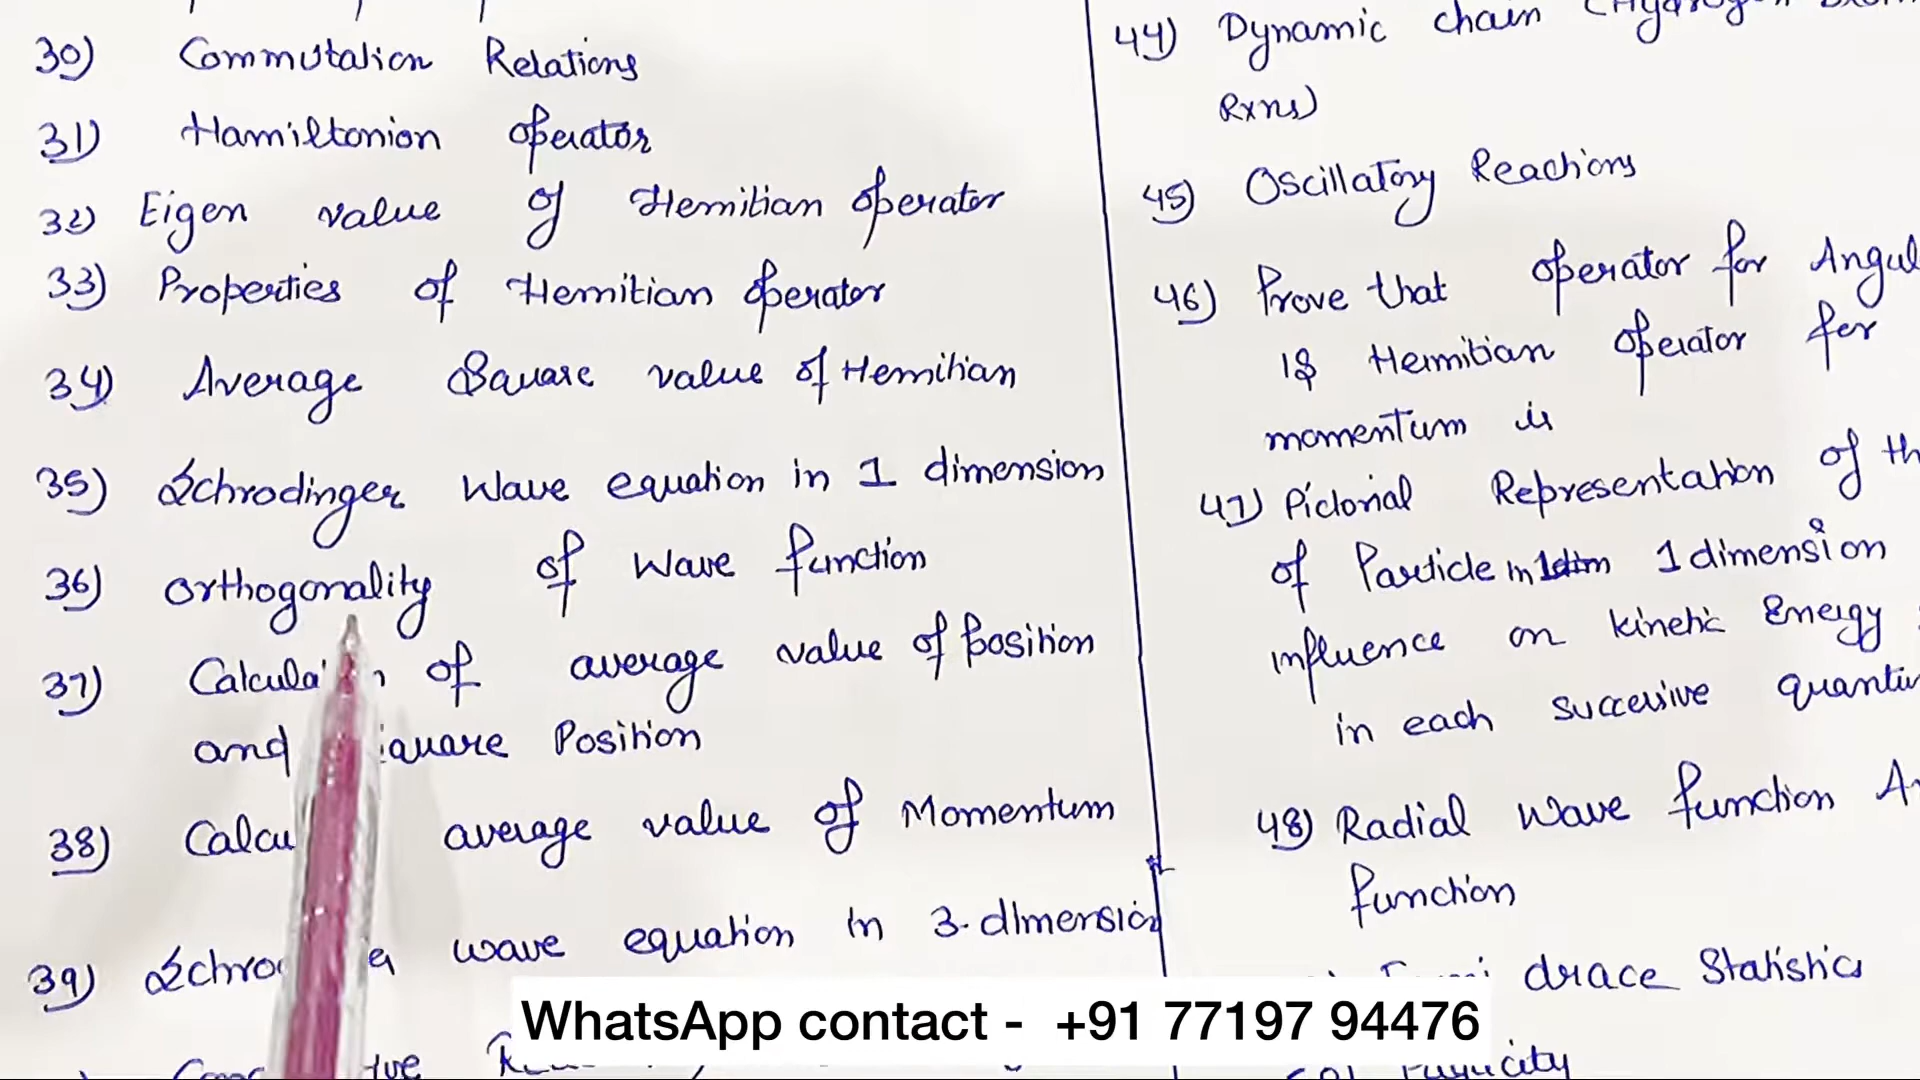 30) Commutation Relations
31) Hamiltonion operator
32) Eigen value of Hemitian operator
33) Properties of Hemitian operator
34) Average Square value of Hemitian
35) Schrodinger wave equation in 1 dimension
36) orthogonality of wave function
37) of average value of position
and Position
38) average value of Momentum
39) wave equation in 3-dimension
44) Dynamic chain
Rxns)
45) Oscillatory Reactions
46) Prove that operator for
is Hermitian operator for
momentum is
47) Pictorial Representation of
of Particle in 1 dimension
influence on kinetic Energy
in each successive
48) Radial wave function
function
drace Statistics
WhatsApp contact - +91 77197 94476